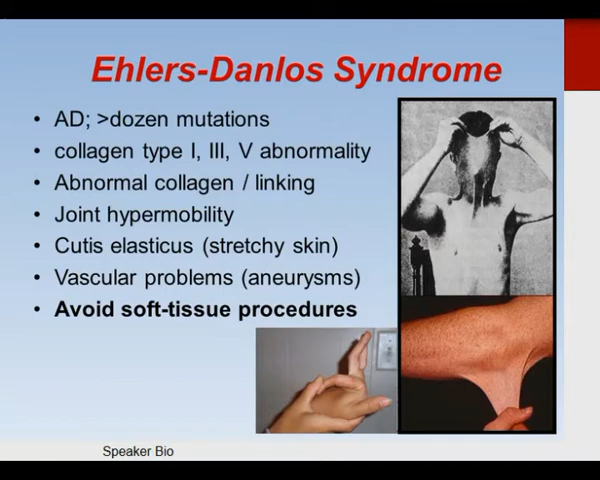 Ehlers-Danlos Syndrome
• AD; >dozen mutations
• collagen type I, III, V abnormality
• Abnormal collagen / linking
• Joint hypermobility
• Cutis elasticus (stretchy skin)
• Vascular problems (aneurysms)
• Avoid soft-tissue procedures
Speaker Bio